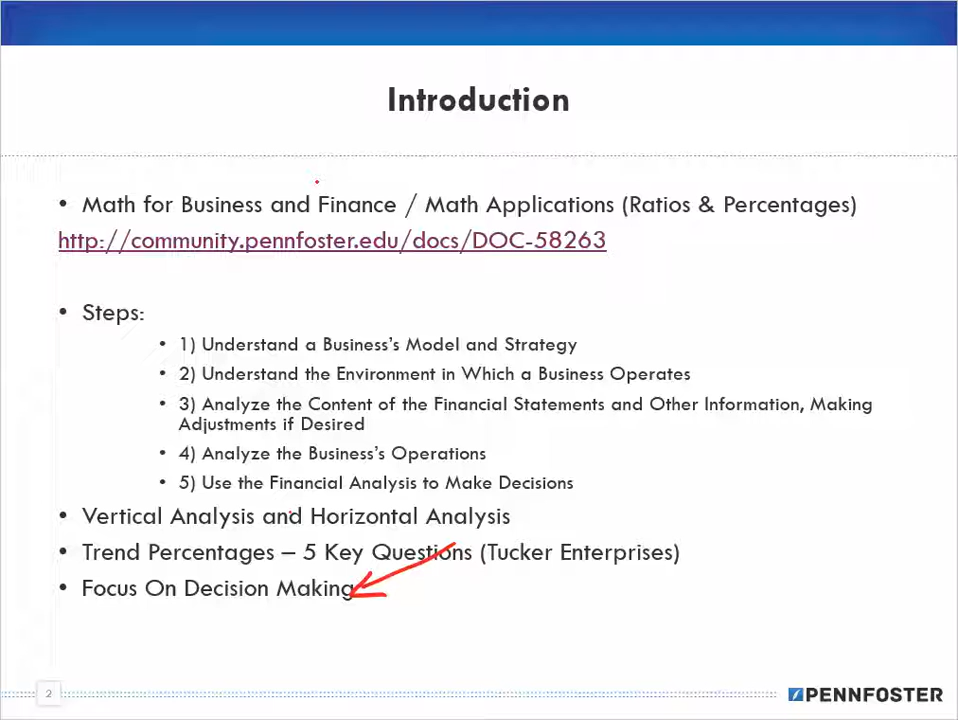 Introduction
• Math for Business and Finance / Math Applications (Ratios & Percentages)
http://community.pennfoster.edu/docs/DOC-58263
• Steps:
• 1) Understand a Business's Model and Strategy
• 2) Understand the Environment in Which a Business Operates
• 3) Analyze the Content of the Financial Statements and Other Information, Making
Adjustments if Desired
• 4) Analyze the Business's Operations
• 5) Use the Financial Analysis to Make Decisions
• Vertical Analysis and Horizontal Analysis
• Trend Percentages – 5 Key Questions (Tucker Enterprises)
• Focus On Decision Making
2
PENNFOSTER